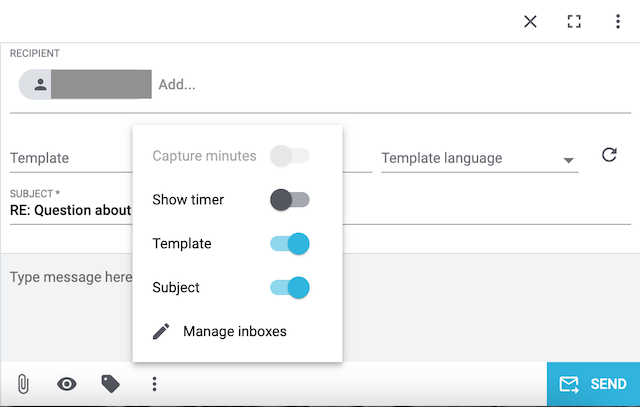 RECIPIENT
Add...
Template
Template language
SUBJECT *
RE: Question about
Type message here
Capture minutes
Show timer
Template
Subject
Manage inboxes
SEND